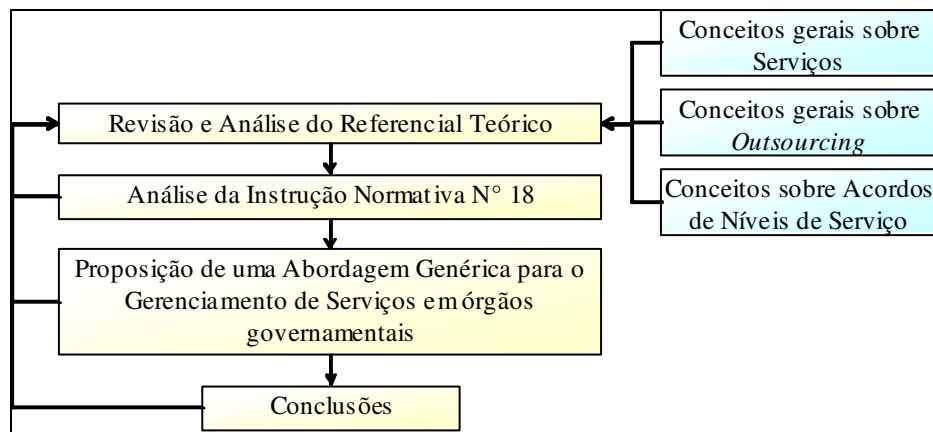 Conceitos gerais sobre
Serviços
Conceitos gerais sobre
Outsourcing
Conceitos sobre Acordos
de Níveis de Serviço
Revisão e Análise do Referencial Teórico
Análise da Instrução Normativa N° 18
Proposição de uma Abordagem Genérica para o
Gerenciamento de Serviços em órgãos
governamentais
Conclusões